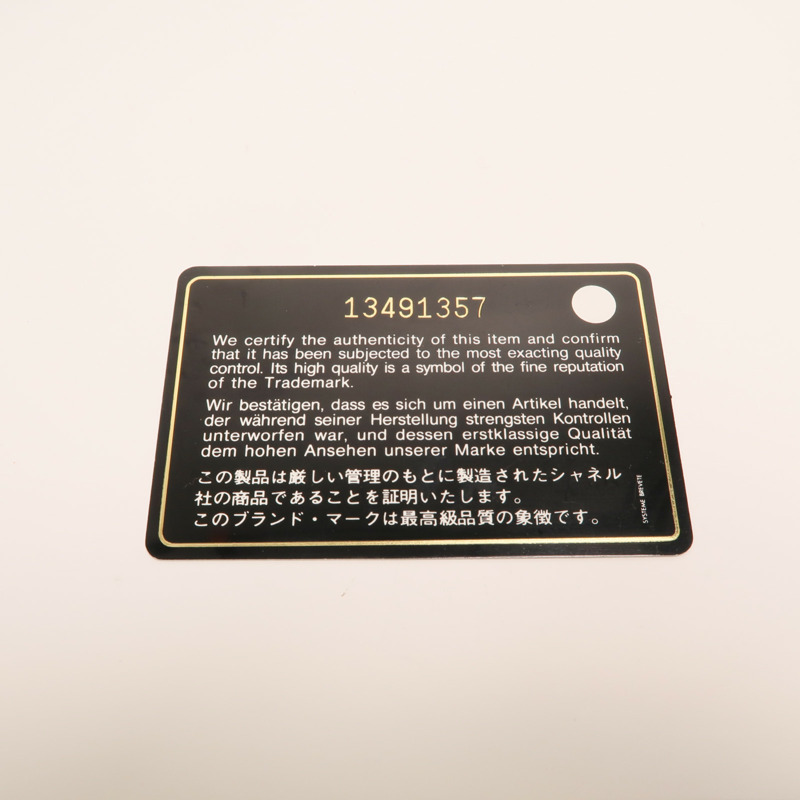 13491357
We certify the authenticity of this item and confirm
that it has been subjected to the most exacting quality
control. Its high quality is a symbol of the fine reputation
of the Trademark.
Wir bestätigen, dass es sich um einen Artikel handelt,
der während seiner Herstellung strengsten Kontrollen
unterworfen war, und dessen erstklassige Qualität
dem hohen Ansehen unserer Marke entspricht.
この製品は厳しい管理のもとに製造されたシャネル
社の商品であることを証明いたします。
このブランド・マークは最高級品質の象徴です。
SYSTEME BREVETE